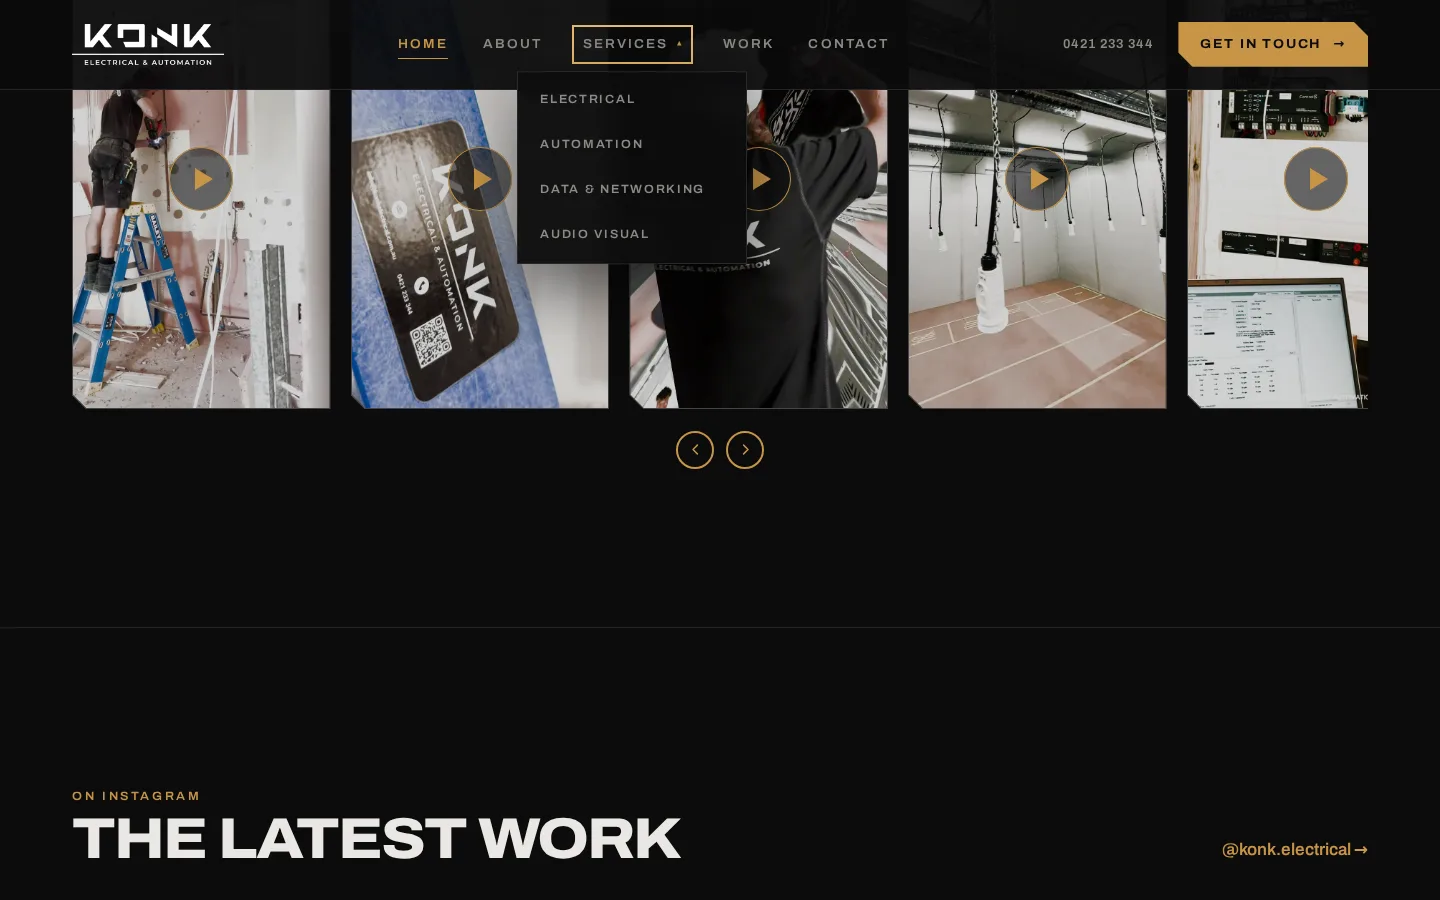 KONK
ELECTRICAL & AUTOMATION
HOME
ABOUT
SERVICES
WORK
CONTACT
0421 233 344
GET IN TOUCH →
ELECTRICAL
AUTOMATION
DATA & NETWORKING
AUDIO VISUAL
KONK
ELECTRICAL & AUTOMATION
0421 233 344
K
ELECTRICAL & AUTOMATION
ON INSTAGRAM
THE LATEST WORK
@konk.electrical →